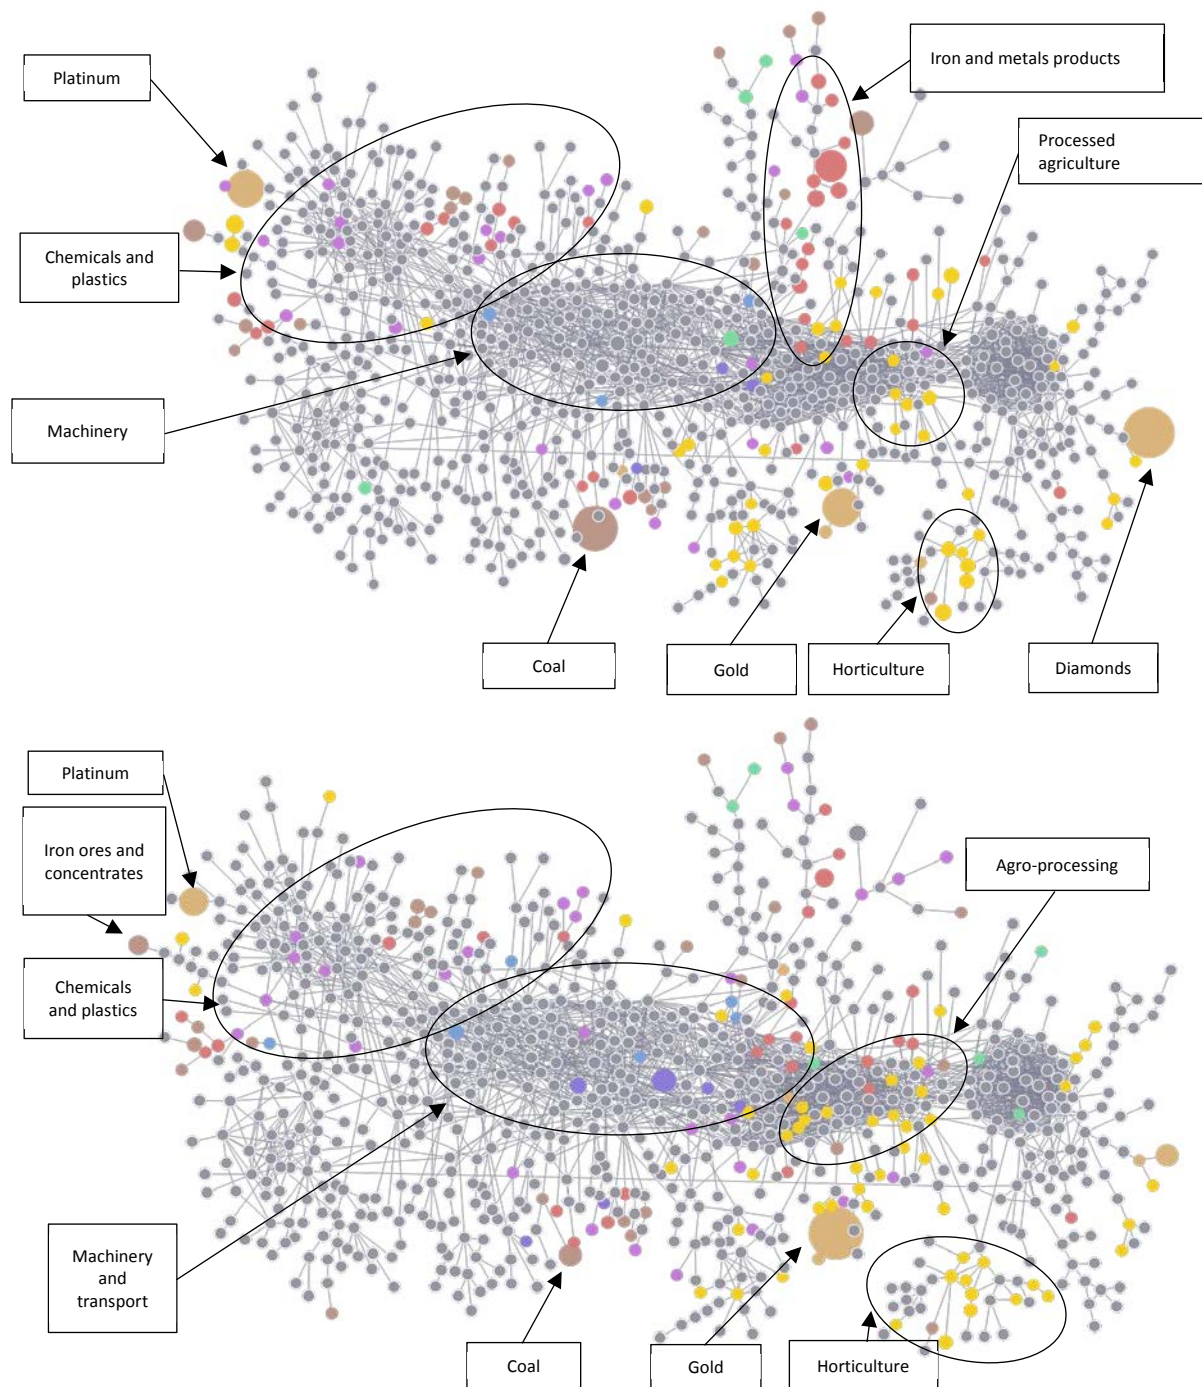 Platinum
Iron and metals products
Processed
agriculture
Chemicals and
plastics
Machinery
Coal
Gold
Horticulture
Diamonds
Platinum
Iron ores and
concentrates
Agro-processing
Chemicals
and plastics
Machinery
and
transport
Coal
Gold
Horticulture